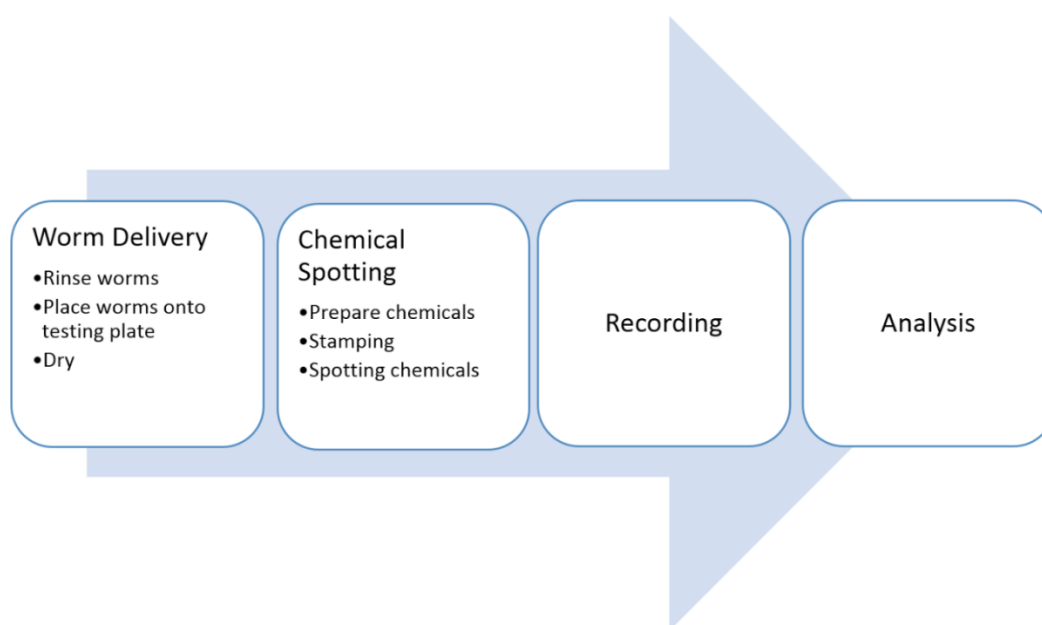 Worm Delivery
•Rinse worms
•Place worms onto
testing plate
•Dry
Chemical
Spotting
•Prepare chemicals
•Stamping
•Spotting chemicals
Recording
Analysis